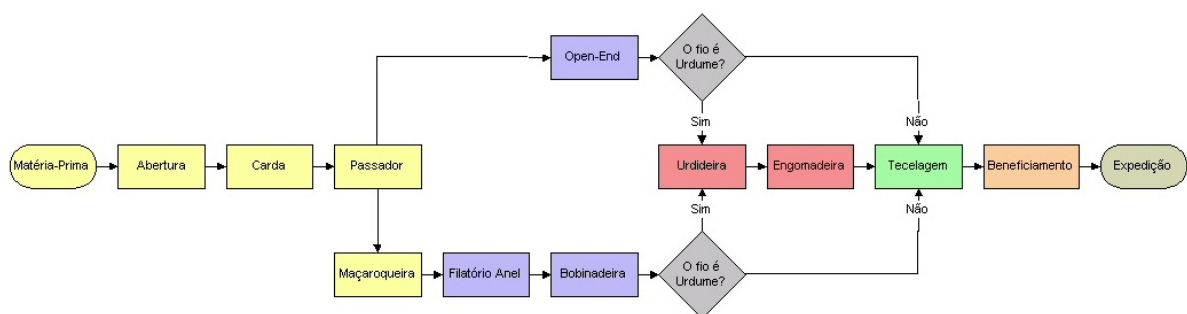 Open-End
O fio é
Urdume?
Sim
Não
Matéria-Prima
Abertura
Carda
Passador
Urdideira
Engomadeira
Tecelagem
Beneficiamento
Expedição
Sim
Não
Maçaroqueira
Filatório Anel
Bobinadeira
O fio é
Urdume?